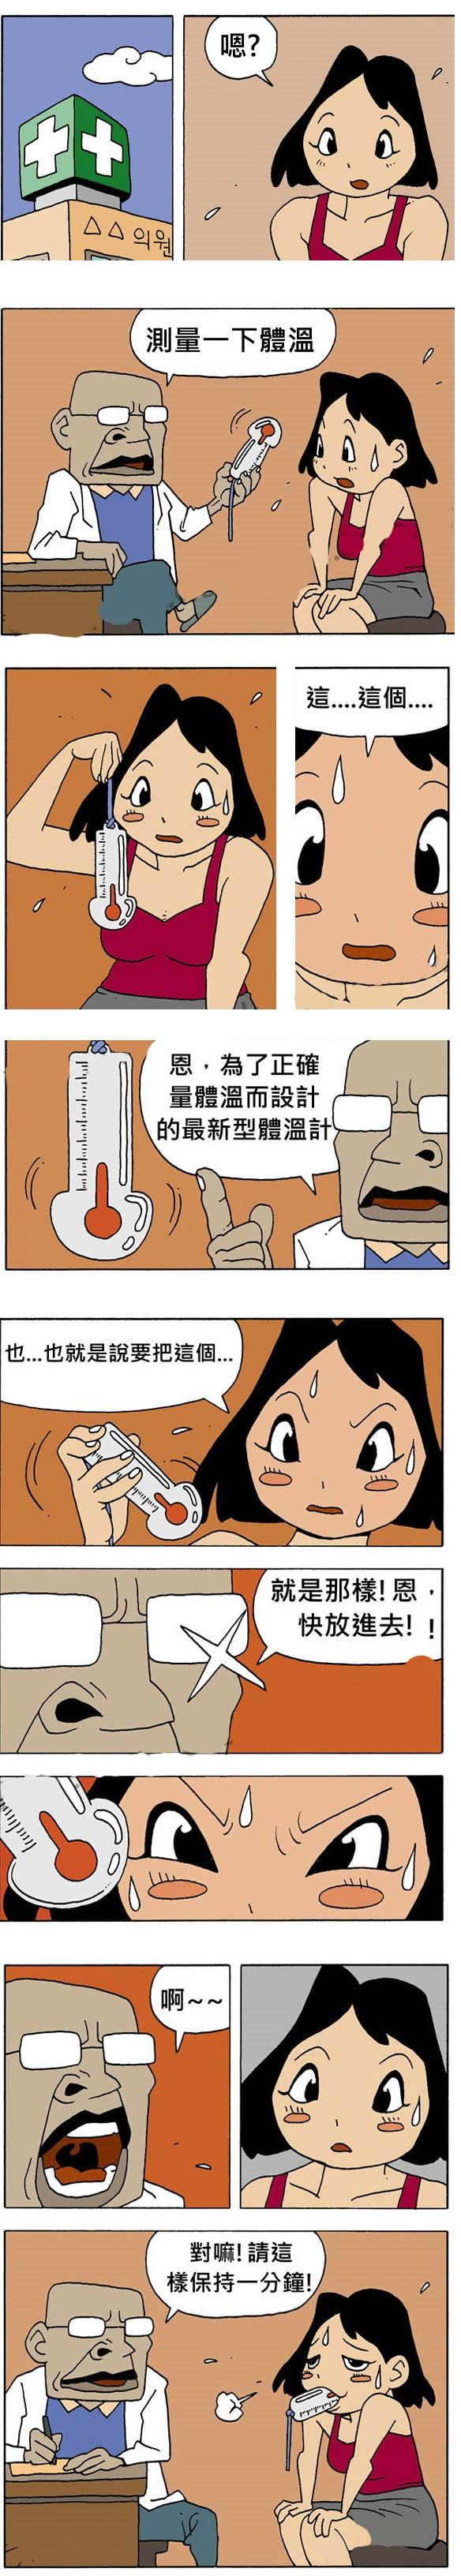 △△의원
嗯?
測量一下體溫
這....這個....
恩，為了正確
量體溫而設計
的最新型體溫計
也...也就是說要把這個...
就是那樣!恩，
快放進去! !
啊~~
對嘛!請這
樣保持一分鐘!